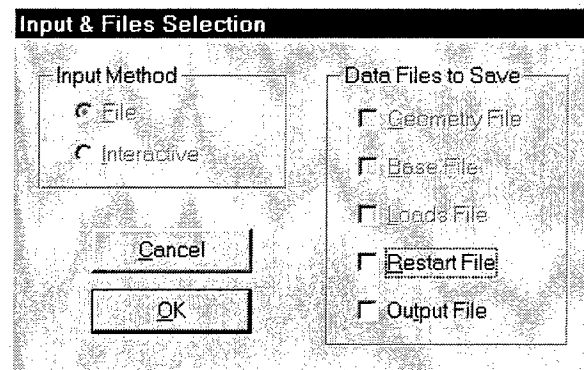 Input & Files Selection
Input Method
File
Interactive
Cancel
OK
Data Files to Save
Geometry File
Base File
Loads File
Restart File
Output File